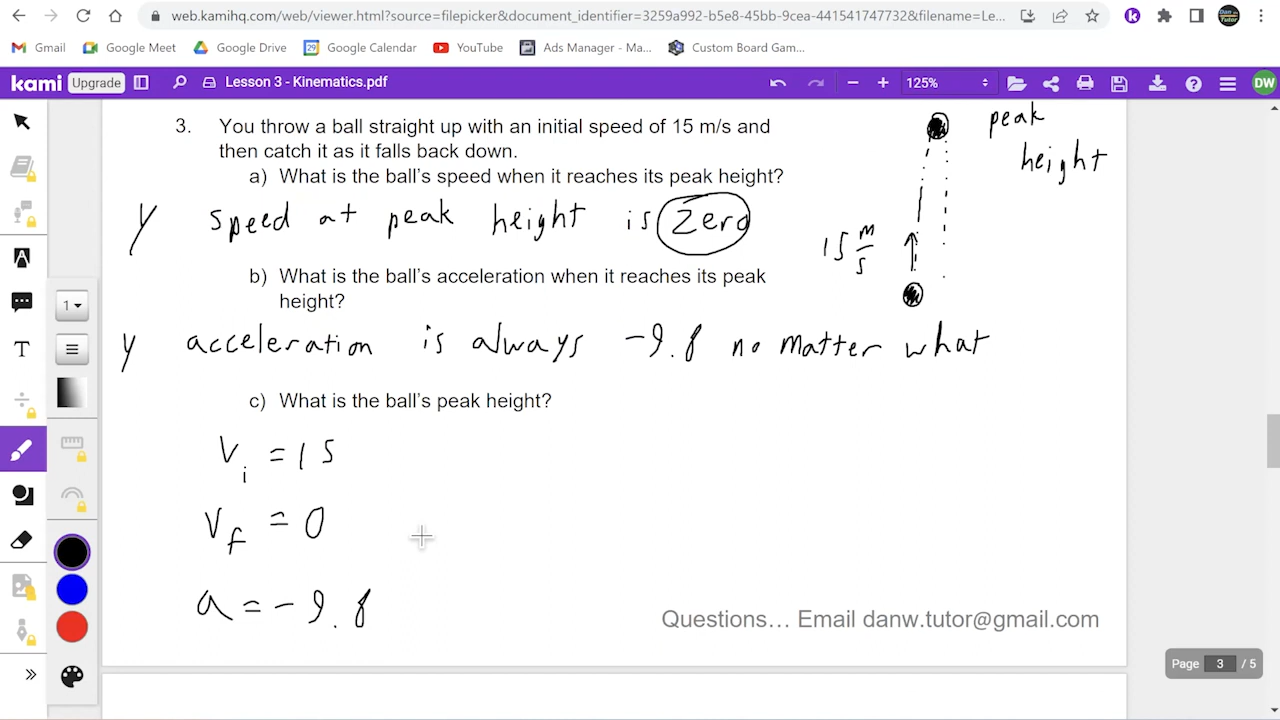 web.kamihq.com/web/viewer.html?source=filepicker&document_identifier=3259a992-b5e8-45bb-9cea-441541747732&filename=Le...
Gmail Google Meet Google Drive 29 Google Calendar YouTube Ads Manager - Ma... Custom Board Gam...
kami Upgrade Lesson 3 - Kinematics.pdf 125% DW
3. You throw a ball straight up with an initial speed of 15 m/s and
then catch it as it falls back down.
peak
height
a) What is the ball's speed when it reaches its peak height?
y speed at peak height is zero
15 m/s
b) What is the ball's acceleration when it reaches its peak
height?
y acceleration is always -9.8 no matter what
c) What is the ball's peak height?
Vi = 15
Vf = 0
a = -9.8
Questions... Email danw.tutor@gmail.com
A
T
1
Page 3 / 5